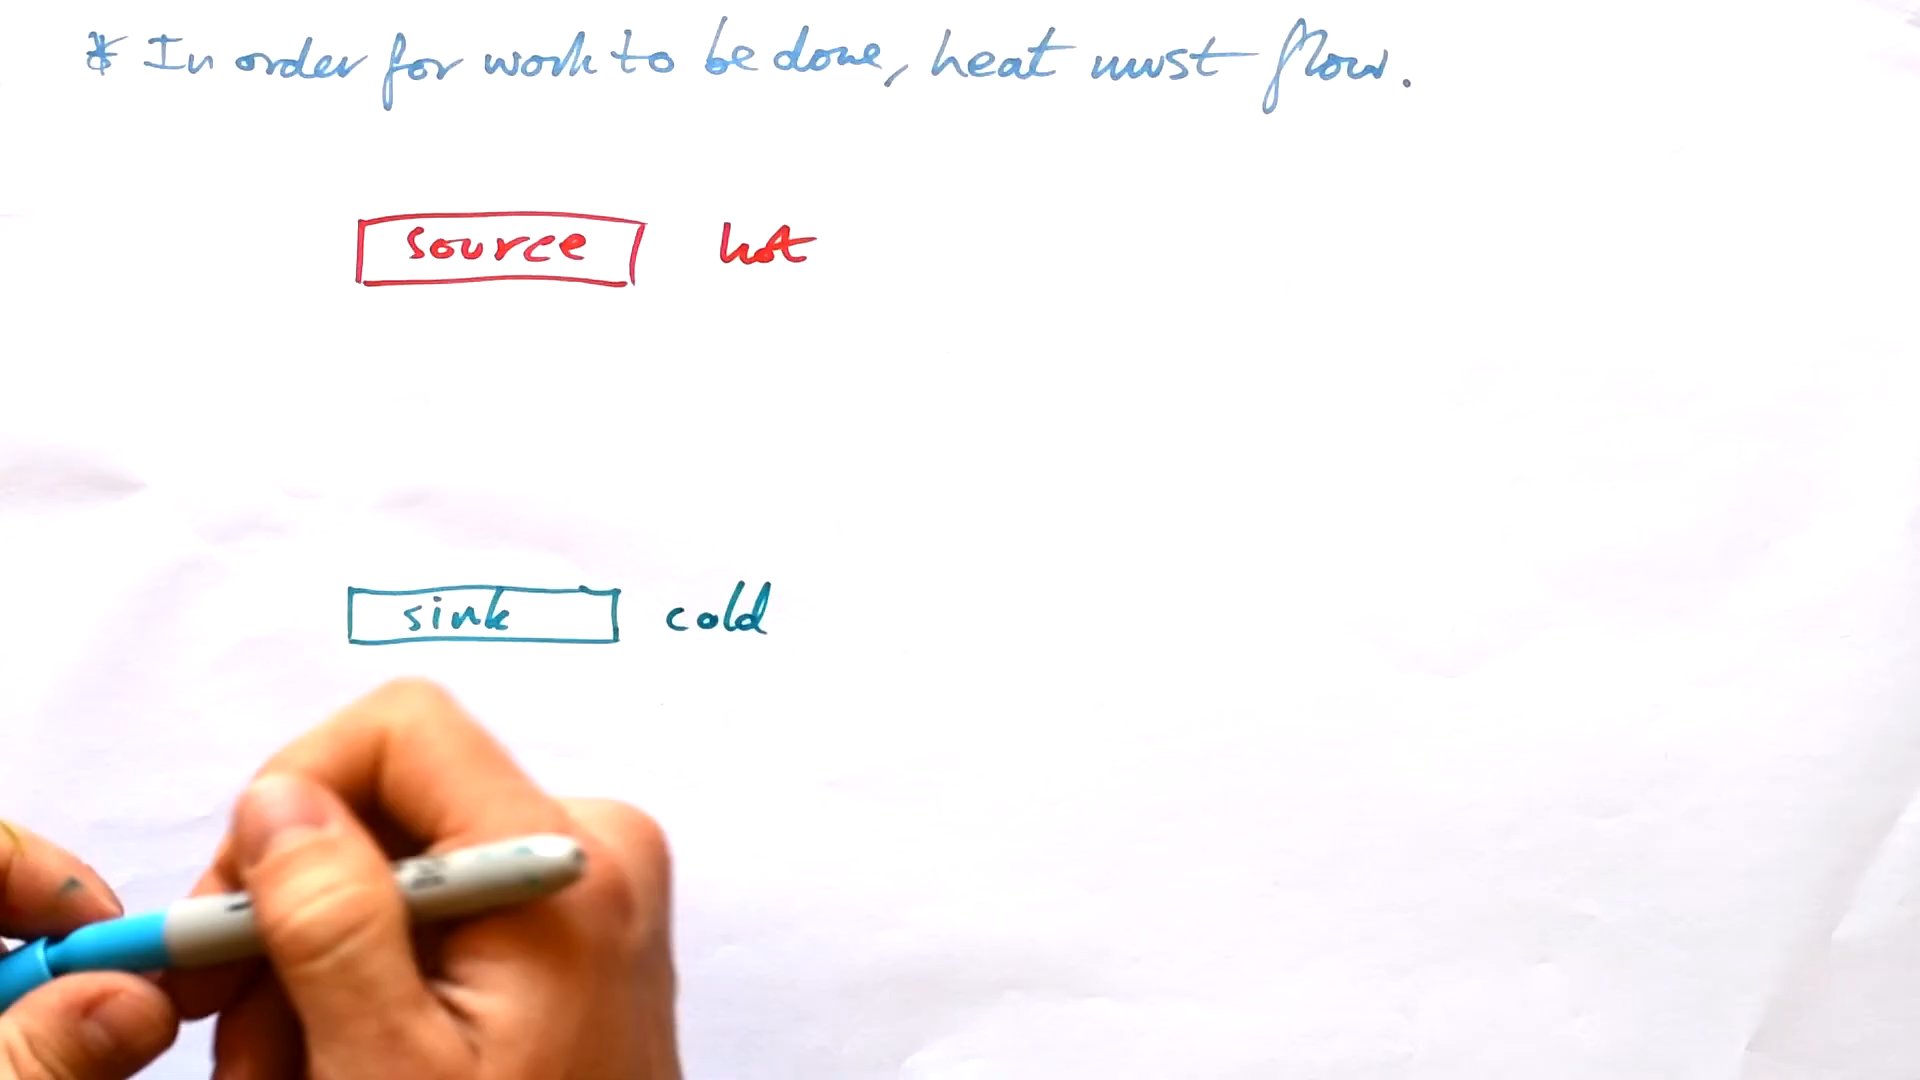 * In order for work to be done, heat must flow.
source hot
sink cold